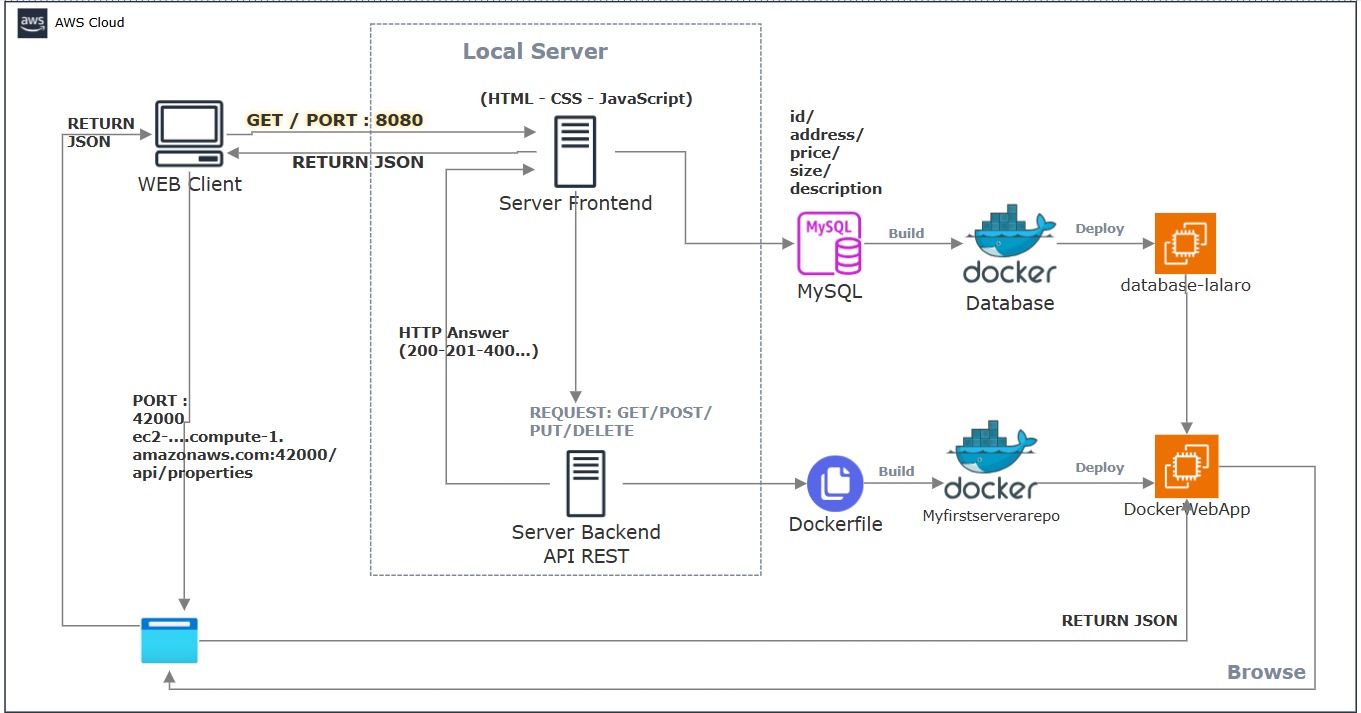 aws
AWS Cloud
Local Server
(HTML - CSS - JavaScript)
GET / PORT : 8080
RETURN JSON
RETURN
JSON
WEB Client
Server Frontend
id/
address/
price/
size/
description
MySQL
MySQL
Build
docker
Database
Deploy
database-lalaro
HTTP Answer
(200-201-400...)
REQUEST: GET/POST/
PUT/DELETE
PORT :
42000
ec2-....compute-1.
amazonaws.com:42000/
api/properties
Server Backend
API REST
Dockerfile
Build
docker
Myfirstserverarepo
Deploy
DockerWebApp
RETURN JSON
Browse